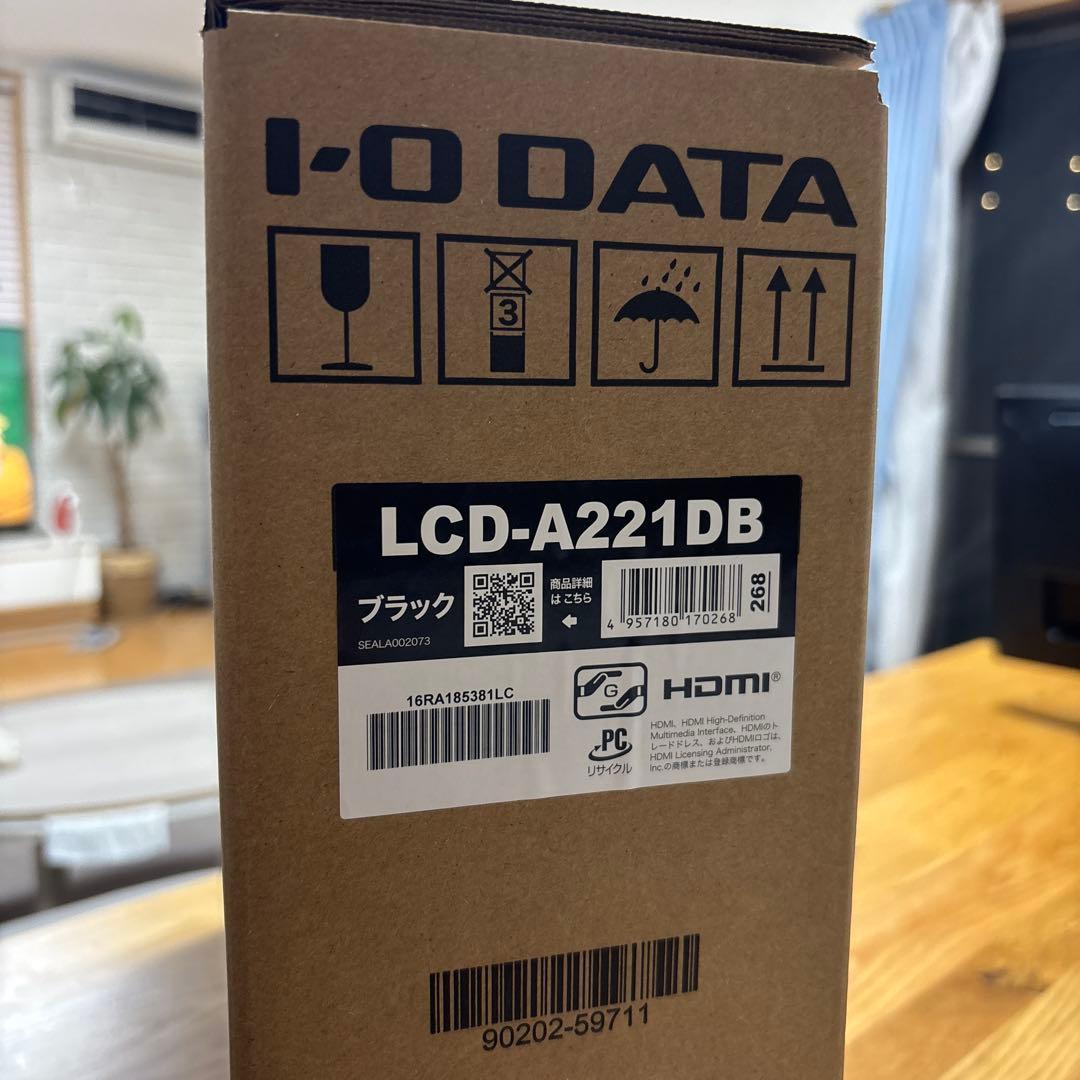 I-O DATA
3
LCD-A221DB
ブラック
商品詳細
はこちら
SEALA002073
4 957180 170268
268
16RA185381LC
G
HDMI®
PC
リサイクル
HDMI、HDMI High-Definition
Multimedia Interface、HDMIのト
レードドレス、およびHDMIロゴは、
HDMI Licensing Administrator,
Inc.の商標または登録商標です。
90202-59711